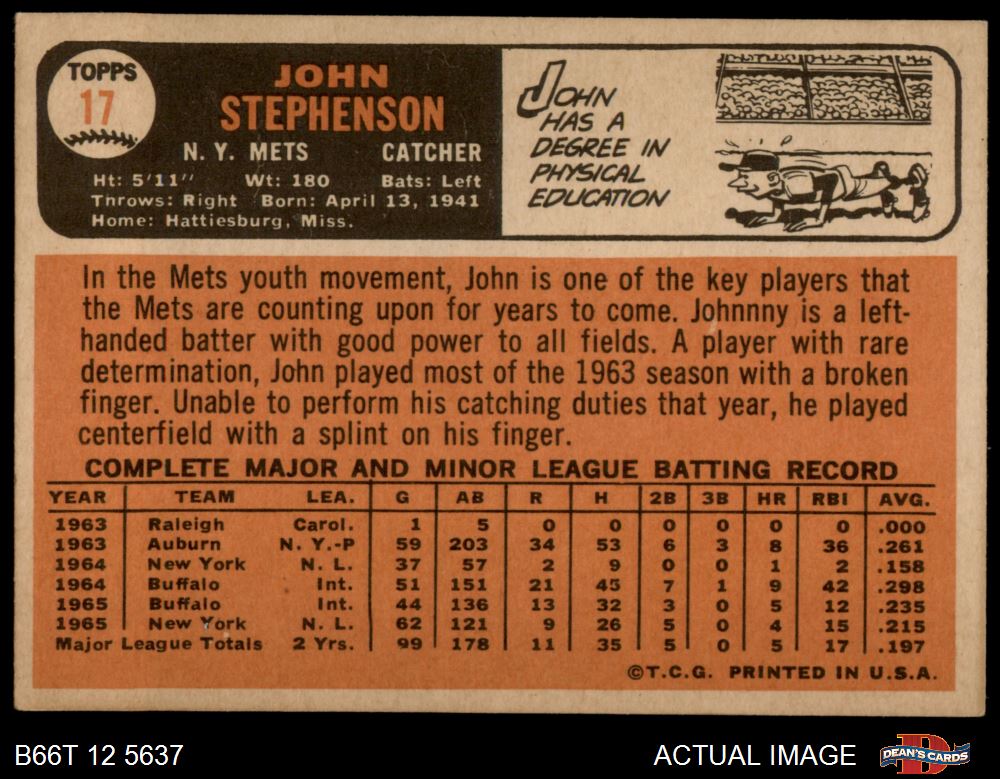 TOPPS
17
JOHN
STEPHENSON
N. Y. METS CATCHER
Ht: 5'11" Wt: 180 Bats: Left
Throws: Right Born: April 13, 1941
Home: Hattiesburg, Miss.
JOHN
HAS A
DEGREE IN
PHYSICAL
EDUCATION
In the Mets youth movement, John is one of the key players that
the Mets are counting upon for years to come. Johnnny is a left-
handed batter with good power to all fields. A player with rare
determination, John played most of the 1963 season with a broken
finger. Unable to perform his catching duties that year, he played
centerfield with a splint on his finger.
COMPLETE MAJOR AND MINOR LEAGUE BATTING RECORD
YEAR TEAM LEA. G AB R H 2B 3B HR RBI AVG.
1963 Raleigh Carol. 1 5 0 0 0 0 0 0 .000
1963 Auburn N. Y.-P 59 203 34 53 6 3 8 36 .261
1964 New York N. L. 37 57 2 9 0 0 1 2 .158
1964 Buffalo Int. 51 151 21 45 7 1 9 42 .298
1965 Buffalo Int. 44 136 13 32 3 0 5 12 .235
1965 New York N. L. 62 121 9 26 5 0 4 15 .215
Major League Totals 2 Yrs. 99 178 11 35 5 0 5 17 .197
©T.C.G. PRINTED IN U.S.A.
B66T 12 5637 ACTUAL IMAGE
DEAN'S CARDS